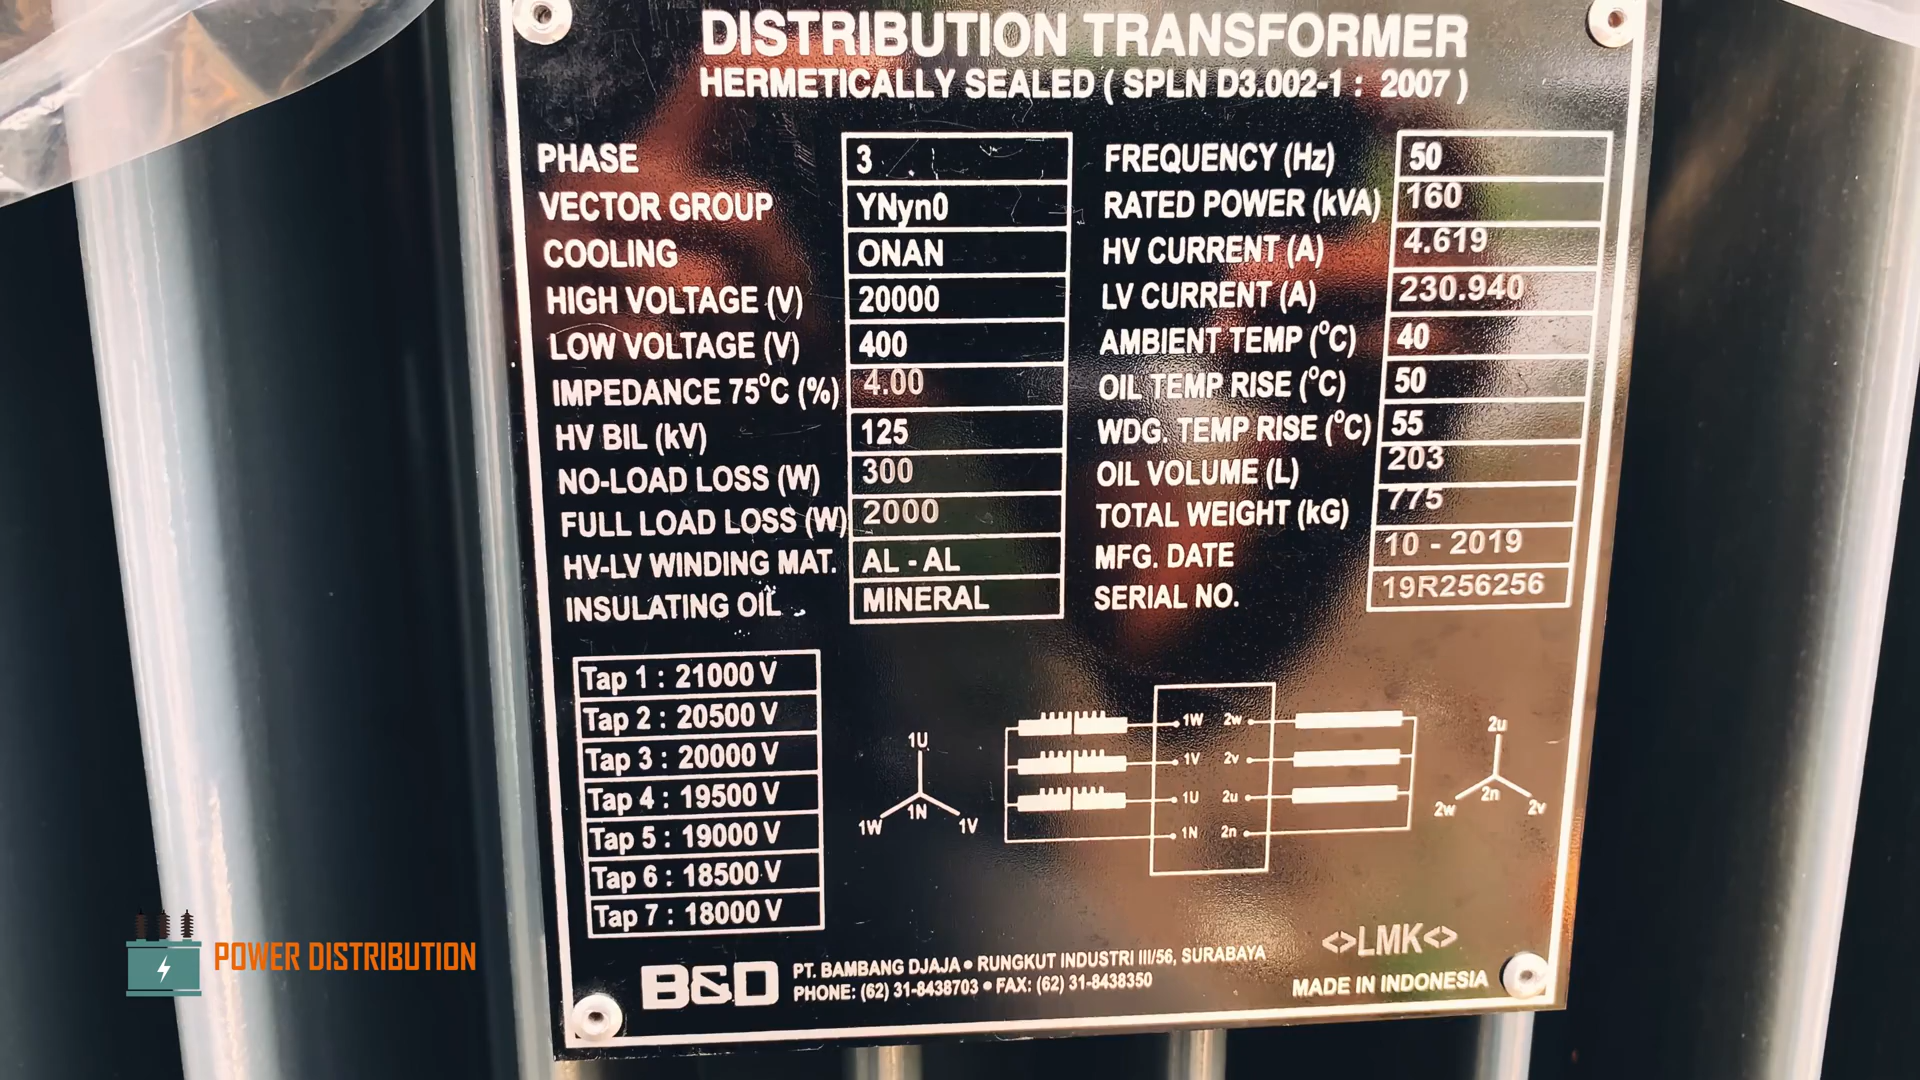 DISTRIBUTION TRANSFORMER
HERMETICALLY SEALED ( SPLN D3.002-1 : 2007 )
PHASE 3
VECTOR GROUP YNyn0
COOLING ONAN
HIGH VOLTAGE (V) 20000
LOW VOLTAGE (V) 400
IMPEDANCE 75°C (%) 4.00
HV BIL (kV) 125
NO-LOAD LOSS (W) 300
FULL LOAD LOSS (W) 2000
HV-LV WINDING MAT. AL - AL
INSULATING OIL MINERAL
FREQUENCY (Hz) 50
RATED POWER (kVA) 160
HV CURRENT (A) 4.619
LV CURRENT (A) 230.940
AMBIENT TEMP (°C) 40
OIL TEMP RISE (°C) 50
WDG. TEMP RISE (°C) 55
OIL VOLUME (L) 203
TOTAL WEIGHT (kG) 775
MFG. DATE 10 - 2019
SERIAL NO. 19R256256
Tap 1 : 21000 V
Tap 2 : 20500 V
Tap 3 : 20000 V
Tap 4 : 19500 V
Tap 5 : 19000 V
Tap 6 : 18500 V
Tap 7 : 18000 V
1U
1W 1N 1V
1W 2w
1V 2v
1U 2u
1N 2n
2u
2w 2n 2v
B&D
PT. BAMBANG DJAJA • RUNGKUT INDUSTRI III/56, SURABAYA
PHONE: (62) 31-8438703 • FAX: (62) 31-8438350
<>LMK<>
MADE IN INDONESIA
POWER DISTRIBUTION